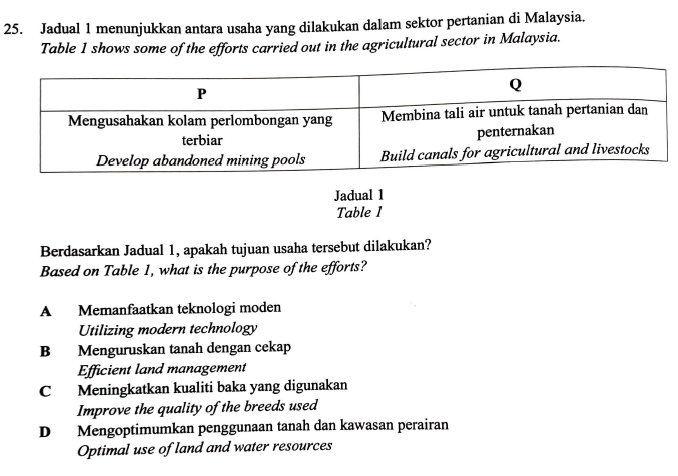 25. Jadual 1 menunjukkan antara usaha yang dilakukan dalam sektor pertanian di Malaysia.
Table 1 shows some of the efforts carried out in the agricultural sector in Malaysia.
P
Mengusahakan kolam perlombongan yang
terbiar
Develop abandoned mining pools
Q
Membina tali air untuk tanah pertanian dan
penternakan
Build canals for agricultural and livestocks
Jadual 1
Table 1
Berdasarkan Jadual 1, apakah tujuan usaha tersebut dilakukan?
Based on Table 1, what is the purpose of the efforts?
A Memanfaatkan teknologi moden
Utilizing modern technology
B Menguruskan tanah dengan cekap
Efficient land management
C Meningkatkan kualiti baka yang digunakan
Improve the quality of the breeds used
D Mengoptimumkan penggunaan tanah dan kawasan perairan
Optimal use of land and water resources